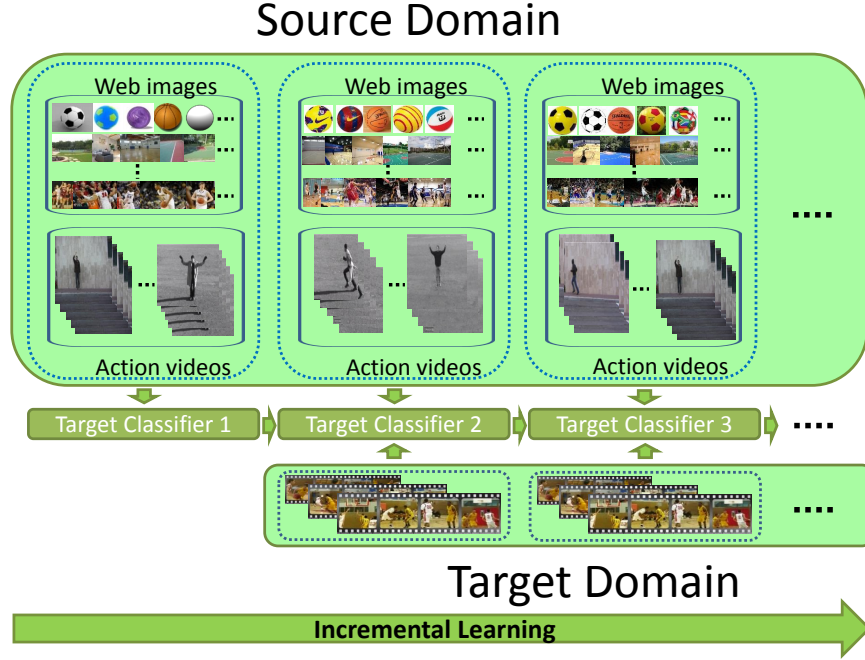 Source Domain
Web images
Web images
Web images
...
...
...
...
...
...
...
...
...
....
...
...
...
Action videos
Action videos
Action videos
Target Classifier 1
Target Classifier 2
Target Classifier 3
....
....
Target Domain
Incremental Learning